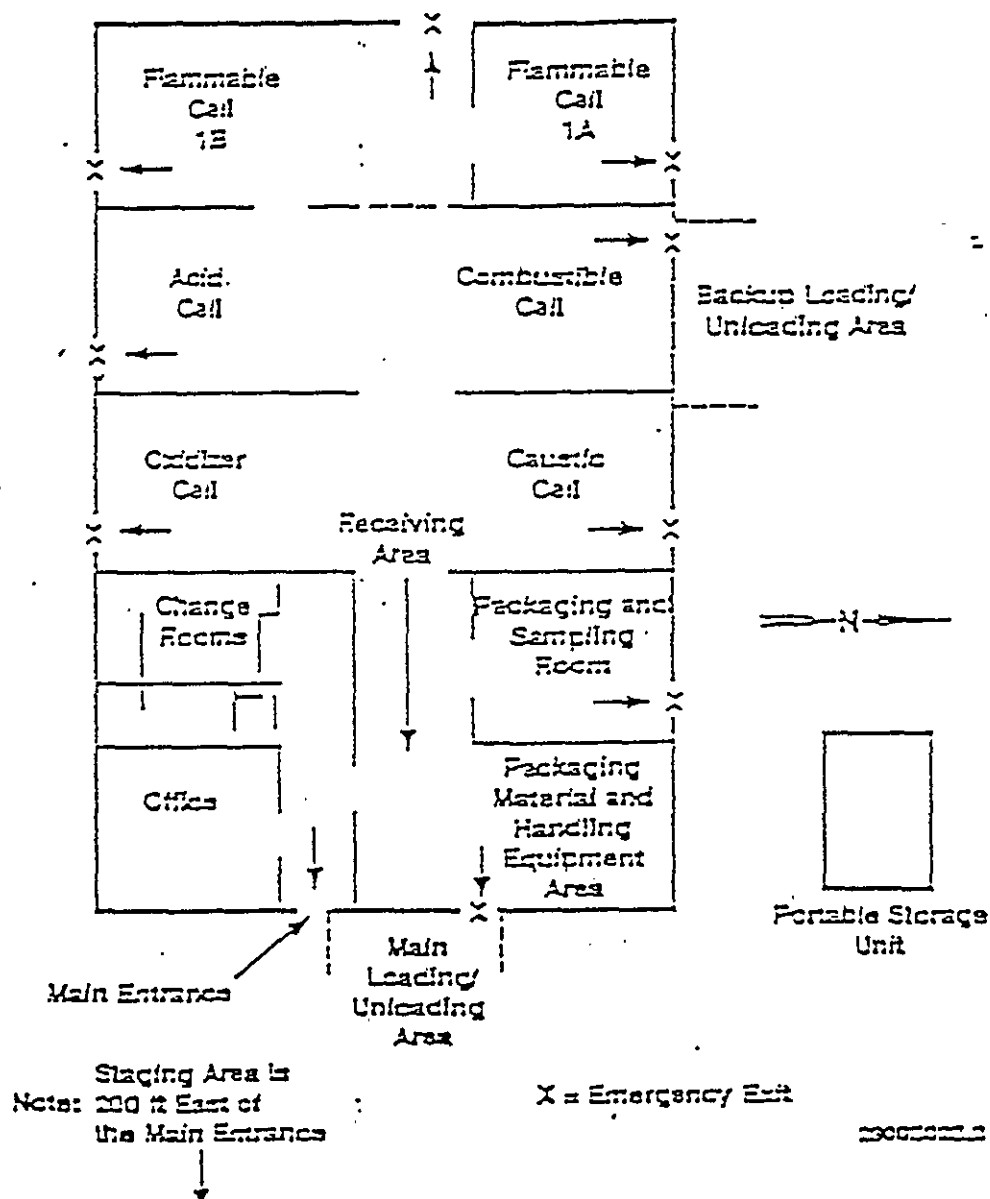 Flammable
Cell
1B
Flammable
Cell
1A
Acid
Cell
Combustible
Cell
Backup Loading/
Unloading Area
Oxidizer
Cell
Caustic
Cell
Receiving
Area
Change
Rooms
Packaging and
Sampling
Room
N
Office
Packaging
Material and
Handling
Equipment
Area
Portable Storage
Unit
Main
Loading/
Unloading
Area
Main Entrance
Staging Area is
Note: 200 ft East of
the Main Entrance
X = Emergency Exit